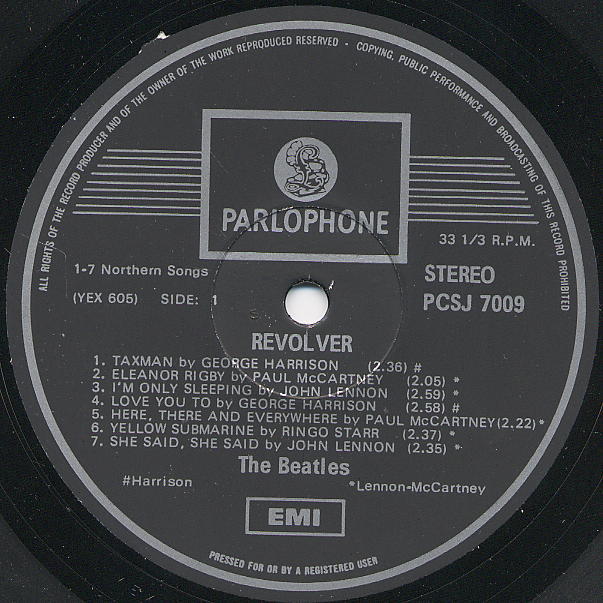 ALL RIGHTS OF THE RECORD PRODUCER AND OF THE OWNER OF THE WORK REPRODUCED RESERVED · COPYING, PUBLIC PERFORMANCE AND BROADCASTING OF THIS RECORD PROHIBITED
PARLOPHONE
33 1/3 R.P.M.
1-7 Northern Songs
STEREO
(YEX 605) SIDE: 1
PCSJ 7009
REVOLVER
1. TAXMAN by GEORGE HARRISON (2.36) #
2. ELEANOR RIGBY by PAUL McCARTNEY (2.05) *
3. I'M ONLY SLEEPING by JOHN LENNON (2.59) *
4. LOVE YOU TO by GEORGE HARRISON (2.58) #
5. HERE, THERE AND EVERYWHERE by PAUL McCARTNEY (2.22)*
6. YELLOW SUBMARINE by RINGO STARR (2.37) *
7. SHE SAID, SHE SAID by JOHN LENNON (2.35) *
The Beatles
#Harrison
*Lennon-McCartney
EMI
PRESSED FOR OR BY A REGISTERED USER